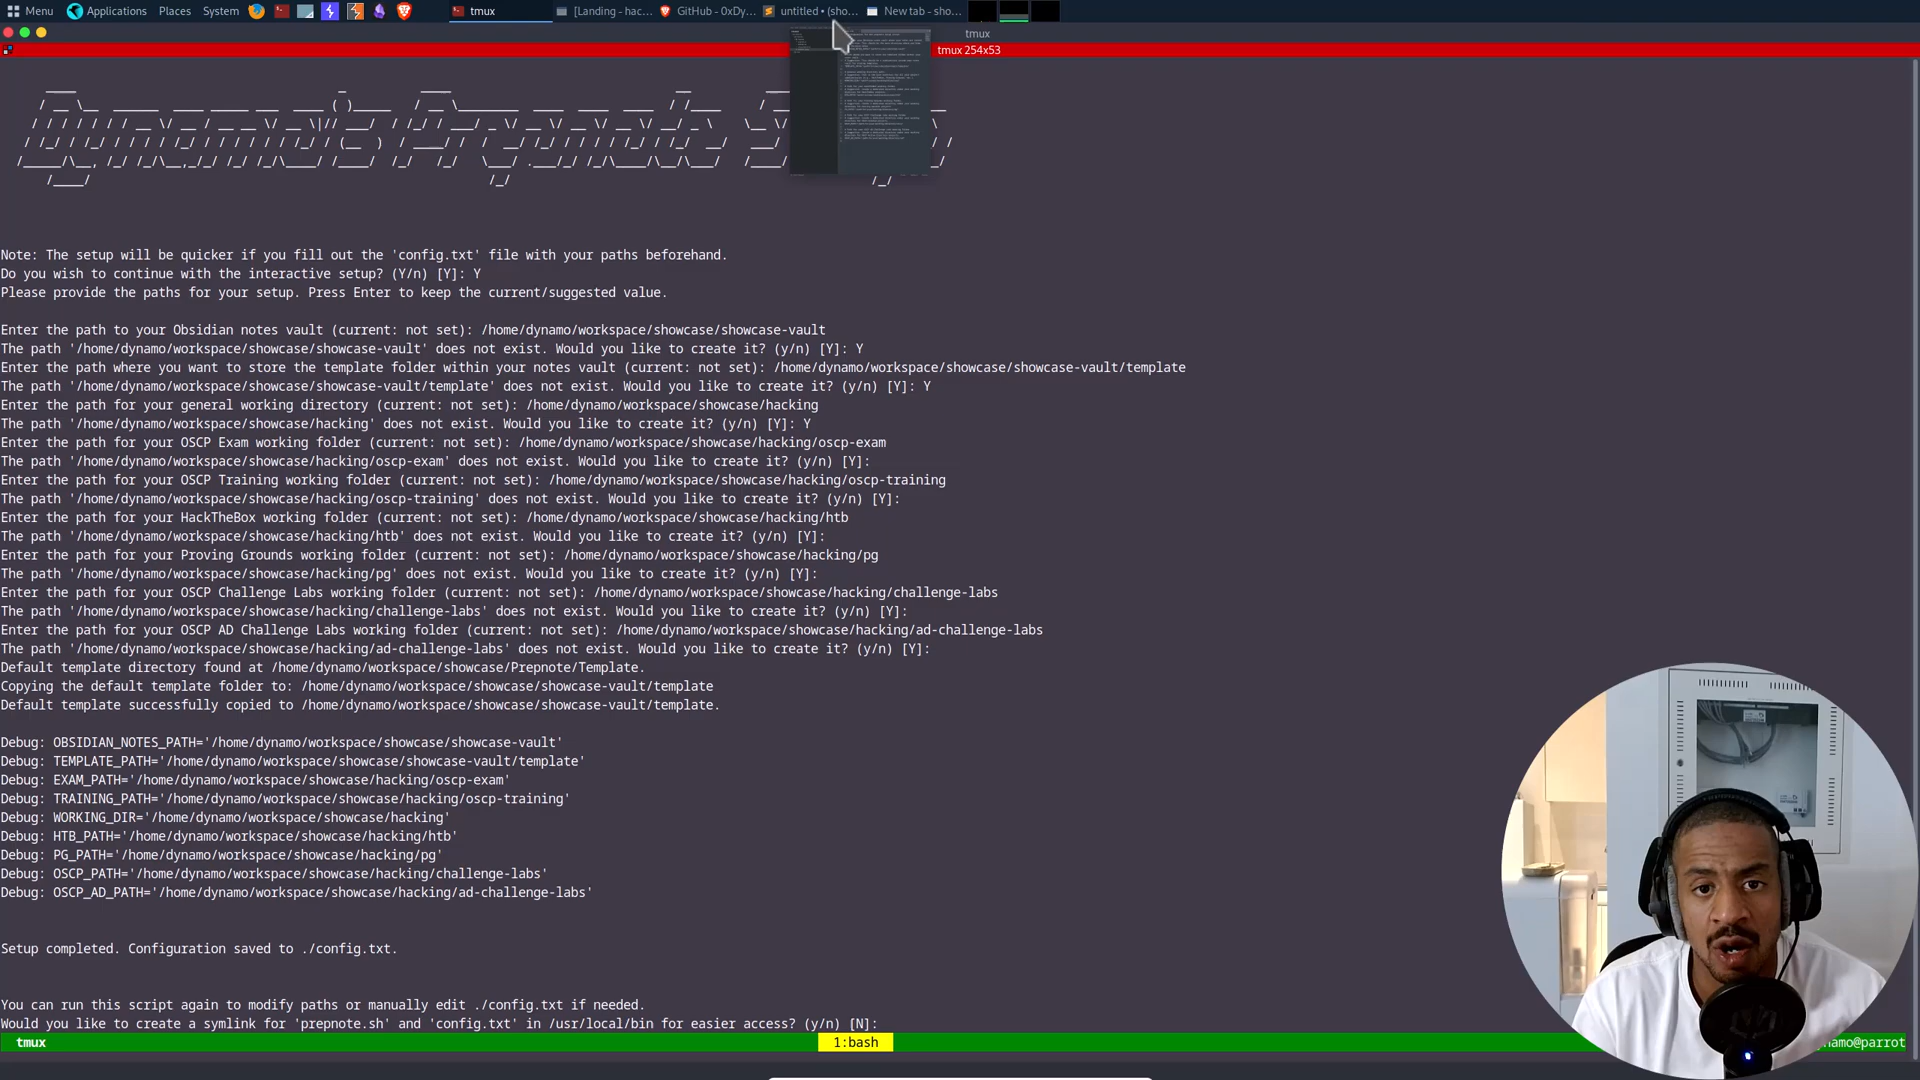 Menu Applications Places System tmux [Landing - hac... GitHub - 0xDy... untitled • (sho... New tab - sho...
tmux
tmux 254x53
Note: The setup will be quicker if you fill out the 'config.txt' file with your paths beforehand.
Do you wish to continue with the interactive setup? (Y/n) [Y]: Y
Please provide the paths for your setup. Press Enter to keep the current/suggested value.
Enter the path to your Obsidian notes vault (current: not set): /home/dynamo/workspace/showcase/showcase-vault
The path '/home/dynamo/workspace/showcase/showcase-vault' does not exist. Would you like to create it? (y/n) [Y]: Y
Enter the path where you want to store the template folder within your notes vault (current: not set): /home/dynamo/workspace/showcase/showcase-vault/template
The path '/home/dynamo/workspace/showcase/showcase-vault/template' does not exist. Would you like to create it? (y/n) [Y]: Y
Enter the path for your general working directory (current: not set): /home/dynamo/workspace/showcase/hacking
The path '/home/dynamo/workspace/showcase/hacking' does not exist. Would you like to create it? (y/n) [Y]: Y
Enter the path for your OSCP Exam working folder (current: not set): /home/dynamo/workspace/showcase/hacking/oscp-exam
The path '/home/dynamo/workspace/showcase/hacking/oscp-exam' does not exist. Would you like to create it? (y/n) [Y]:
Enter the path for your OSCP Training working folder (current: not set): /home/dynamo/workspace/showcase/hacking/oscp-training
The path '/home/dynamo/workspace/showcase/hacking/oscp-training' does not exist. Would you like to create it? (y/n) [Y]:
Enter the path for your HackTheBox working folder (current: not set): /home/dynamo/workspace/showcase/hacking/htb
The path '/home/dynamo/workspace/showcase/hacking/htb' does not exist. Would you like to create it? (y/n) [Y]:
Enter the path for your Proving Grounds working folder (current: not set): /home/dynamo/workspace/showcase/hacking/pg
The path '/home/dynamo/workspace/showcase/hacking/pg' does not exist. Would you like to create it? (y/n) [Y]:
Enter the path for your OSCP Challenge Labs working folder (current: not set): /home/dynamo/workspace/showcase/hacking/challenge-labs
The path '/home/dynamo/workspace/showcase/hacking/challenge-labs' does not exist. Would you like to create it? (y/n) [Y]:
Enter the path for your OSCP AD Challenge Labs working folder (current: not set): /home/dynamo/workspace/showcase/hacking/ad-challenge-labs
The path '/home/dynamo/workspace/showcase/hacking/ad-challenge-labs' does not exist. Would you like to create it? (y/n) [Y]:
Default template directory found at /home/dynamo/workspace/showcase/Prepnote/Template.
Copying the default template folder to: /home/dynamo/workspace/showcase/showcase-vault/template
Default template successfully copied to /home/dynamo/workspace/showcase/showcase-vault/template.
Debug: OBSIDIAN_NOTES_PATH='/home/dynamo/workspace/showcase/showcase-vault'
Debug: TEMPLATE_PATH='/home/dynamo/workspace/showcase/showcase-vault/template'
Debug: EXAM_PATH='/home/dynamo/workspace/showcase/hacking/oscp-exam'
Debug: TRAINING_PATH='/home/dynamo/workspace/showcase/hacking/oscp-training'
Debug: WORKING_DIR='/home/dynamo/workspace/showcase/hacking'
Debug: HTB_PATH='/home/dynamo/workspace/showcase/hacking/htb'
Debug: PG_PATH='/home/dynamo/workspace/showcase/hacking/pg'
Debug: OSCP_PATH='/home/dynamo/workspace/showcase/hacking/challenge-labs'
Debug: OSCP_AD_PATH='/home/dynamo/workspace/showcase/hacking/ad-challenge-labs'
Setup completed. Configuration saved to ./config.txt.
You can run this script again to modify paths or manually edit ./config.txt if needed.
Would you like to create a symlink for 'prepnote.sh' and 'config.txt' in /usr/local/bin for easier access? (y/n) [N]:
tmux 1:bash namo@parrot